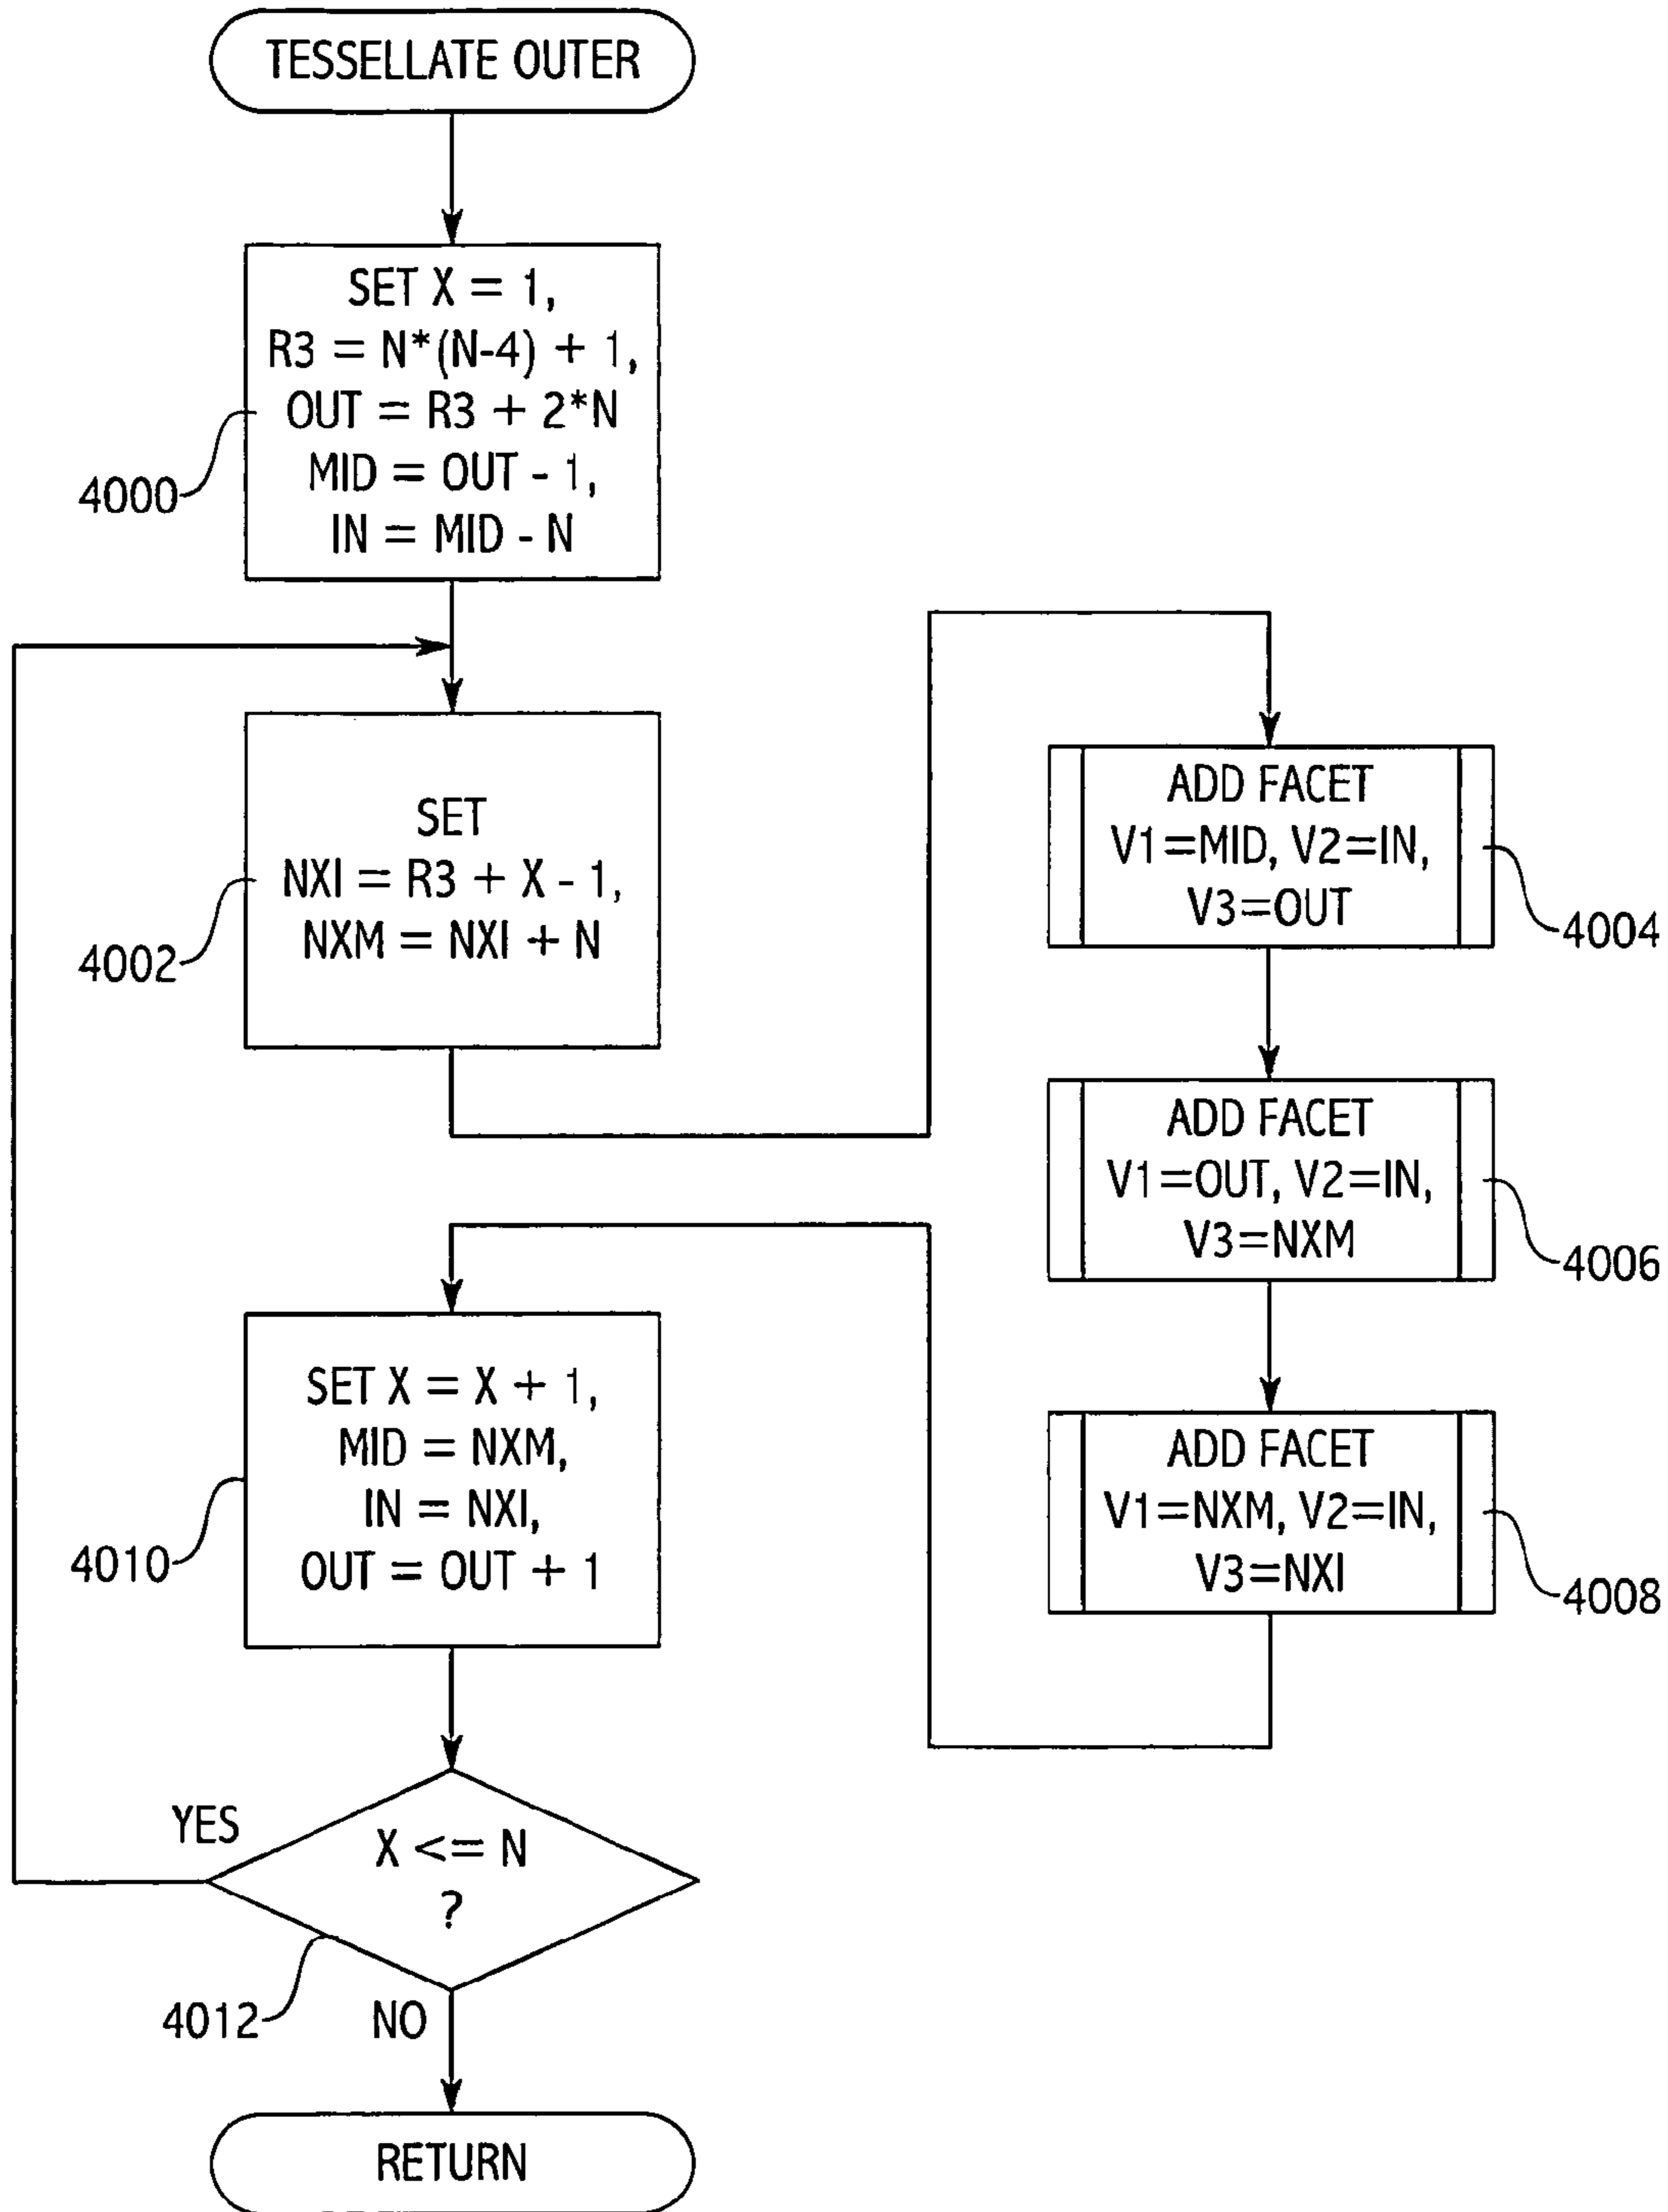 TESSELLATE OUTER
SET X = 1,
R3 = N*(N-4) + 1,
OUT = R3 + 2*N
MID = OUT - 1,
IN = MID - N
4000
SET
NXI = R3 + X - 1,
NXM = NXI + N
4002
ADD FACET
V1=MID, V2=IN,
V3=OUT
4004
ADD FACET
V1=OUT, V2=IN,
V3=NXM
4006
ADD FACET
V1=NXM, V2=IN,
V3=NXI
4008
SET X = X + 1,
MID = NXM,
IN = NXI,
OUT = OUT + 1
4010
YES
X <= N
?
4012
NO
RETURN